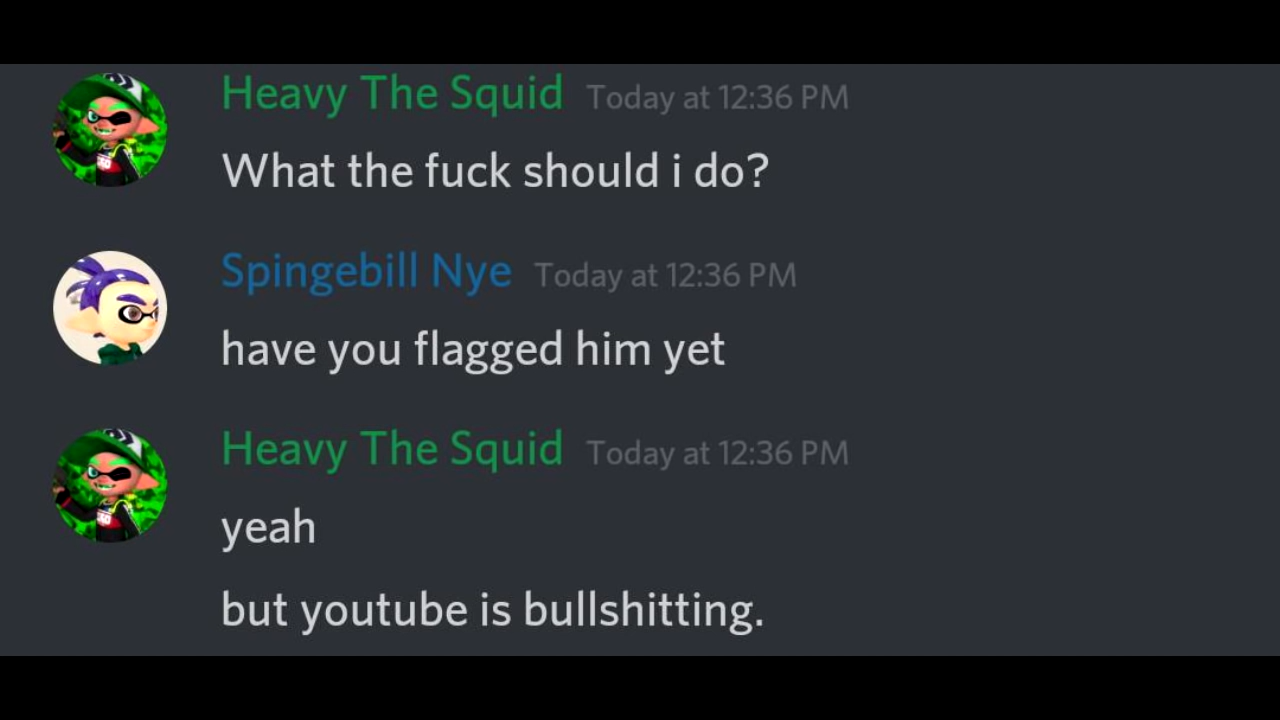 Heavy The Squid Today at 12:36 PM
What the fuck should i do?
Spingebill Nye Today at 12:36 PM
have you flagged him yet
Heavy The Squid Today at 12:36 PM
yeah
but youtube is bullshitting.